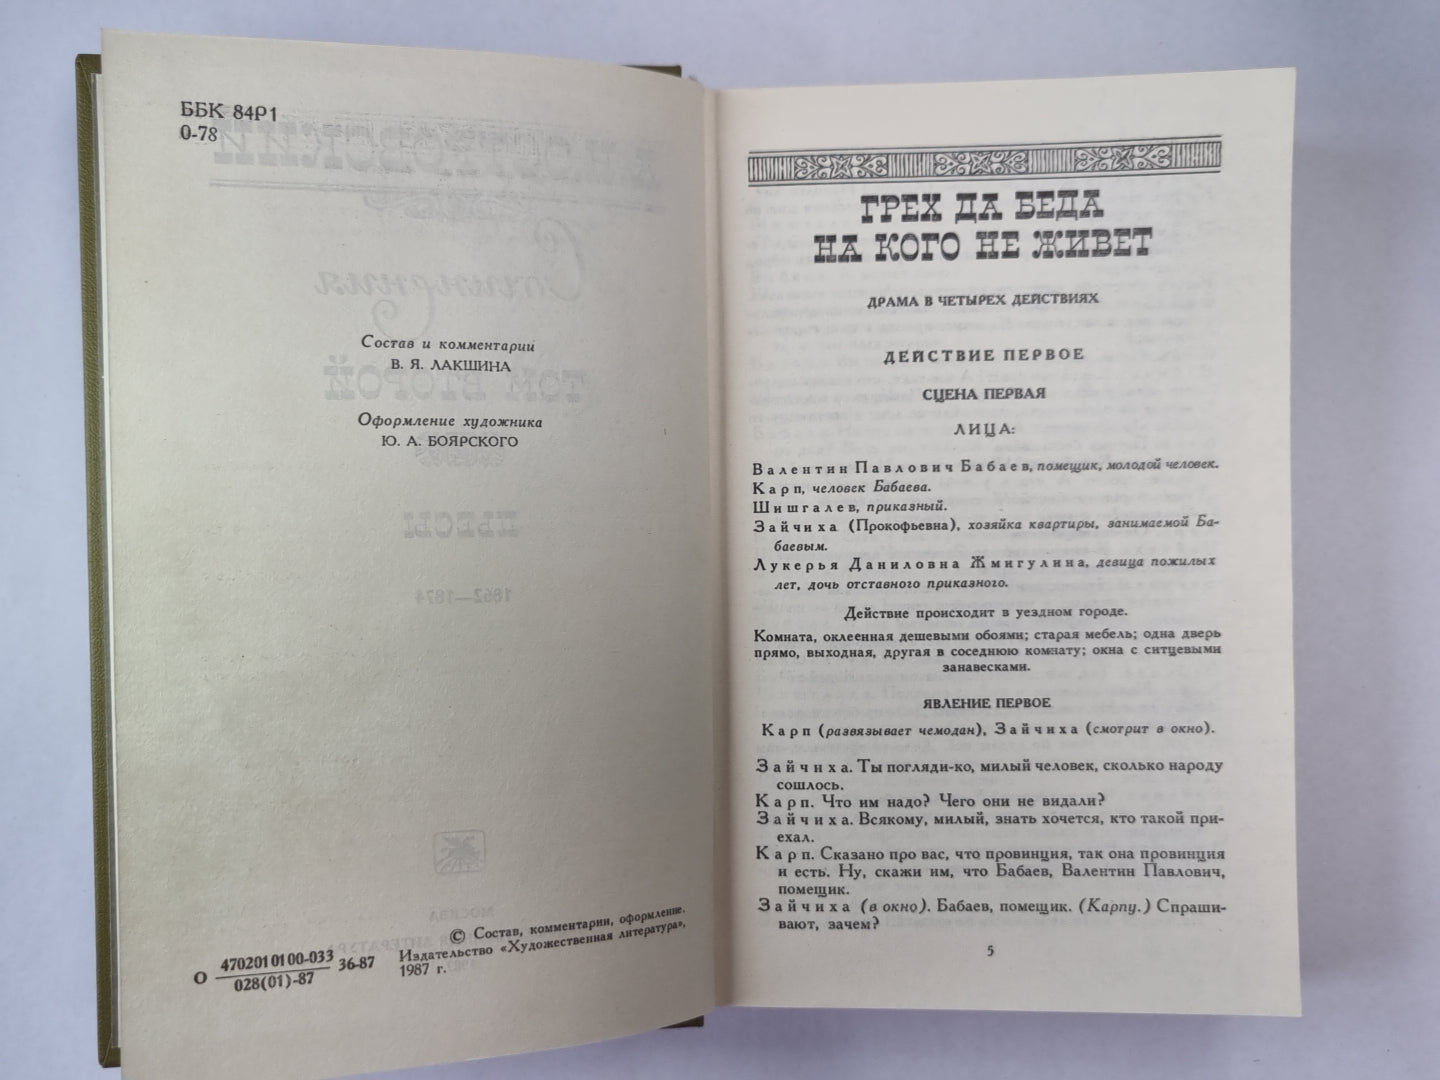 ББК 84Р1
О-78
Состав и комментарии
В. Я. ЛАКШИНА
Оформление художника
Ю. А. БОЯРСКОГО
О 4702010100-033 36-87
028(01)-87
© Состав, комментарии, оформление.
Издательство «Художественная литература»,
1987 г.
ГРЕХ ДА БЕДА
НА КОГО НЕ ЖИВЕТ
ДРАМА В ЧЕТЫРЕХ ДЕЙСТВИЯХ
ДЕЙСТВИЕ ПЕРВОЕ
СЦЕНА ПЕРВАЯ
ЛИЦА:
Валентин Павлович Бабаев, помещик, молодой человек.
Карп, человек Бабаева.
Шишгалев, приказный.
Зайчиха (Прокофьевна), хозяйка квартиры, занимаемой Ба-
баевым.
Лукерья Даниловна Жмигулина, девица пожилых
лет, дочь отставного приказного.
Действие происходит в уездном городе.
Комната, оклеенная дешевыми обоями; старая мебель; одна дверь
прямо, выходная, другая в соседнюю комнату; окна с ситцевыми
занавесками.
ЯВЛЕНИЕ ПЕРВОЕ
Карп (развязывает чемодан), Зайчиха (смотрит в окно).
Зайчиха. Ты погляди-ко, милый человек, сколько народу
сошлось.
Карп. Что им надо? Чего они не видали?
Зайчиха. Всякому, милый, знать хочется, кто такой при-
ехал.
Карп. Сказано про вас, что провинция, так она провинция
и есть. Ну, скажи им, что Бабаев, Валентин Павлович,
помещик.
Зайчиха (в окно). Бабаев, помещик. (Карпу.) Спраши-
вают, зачем?
5